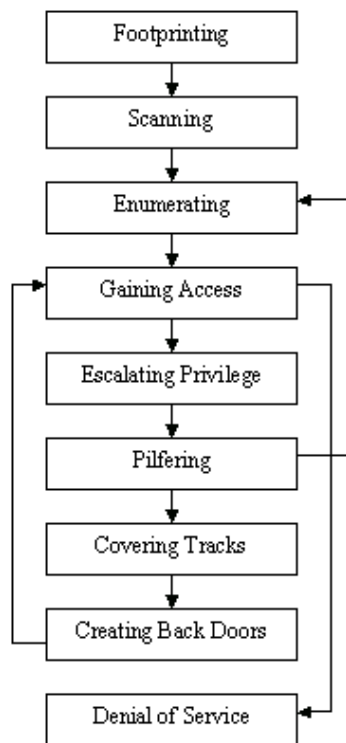 Footprinting
Scanning
Enumerating
Gaining Access
Escalating Privilege
Pilfering
Covering Tracks
Creating Back Doors
Denial of Service